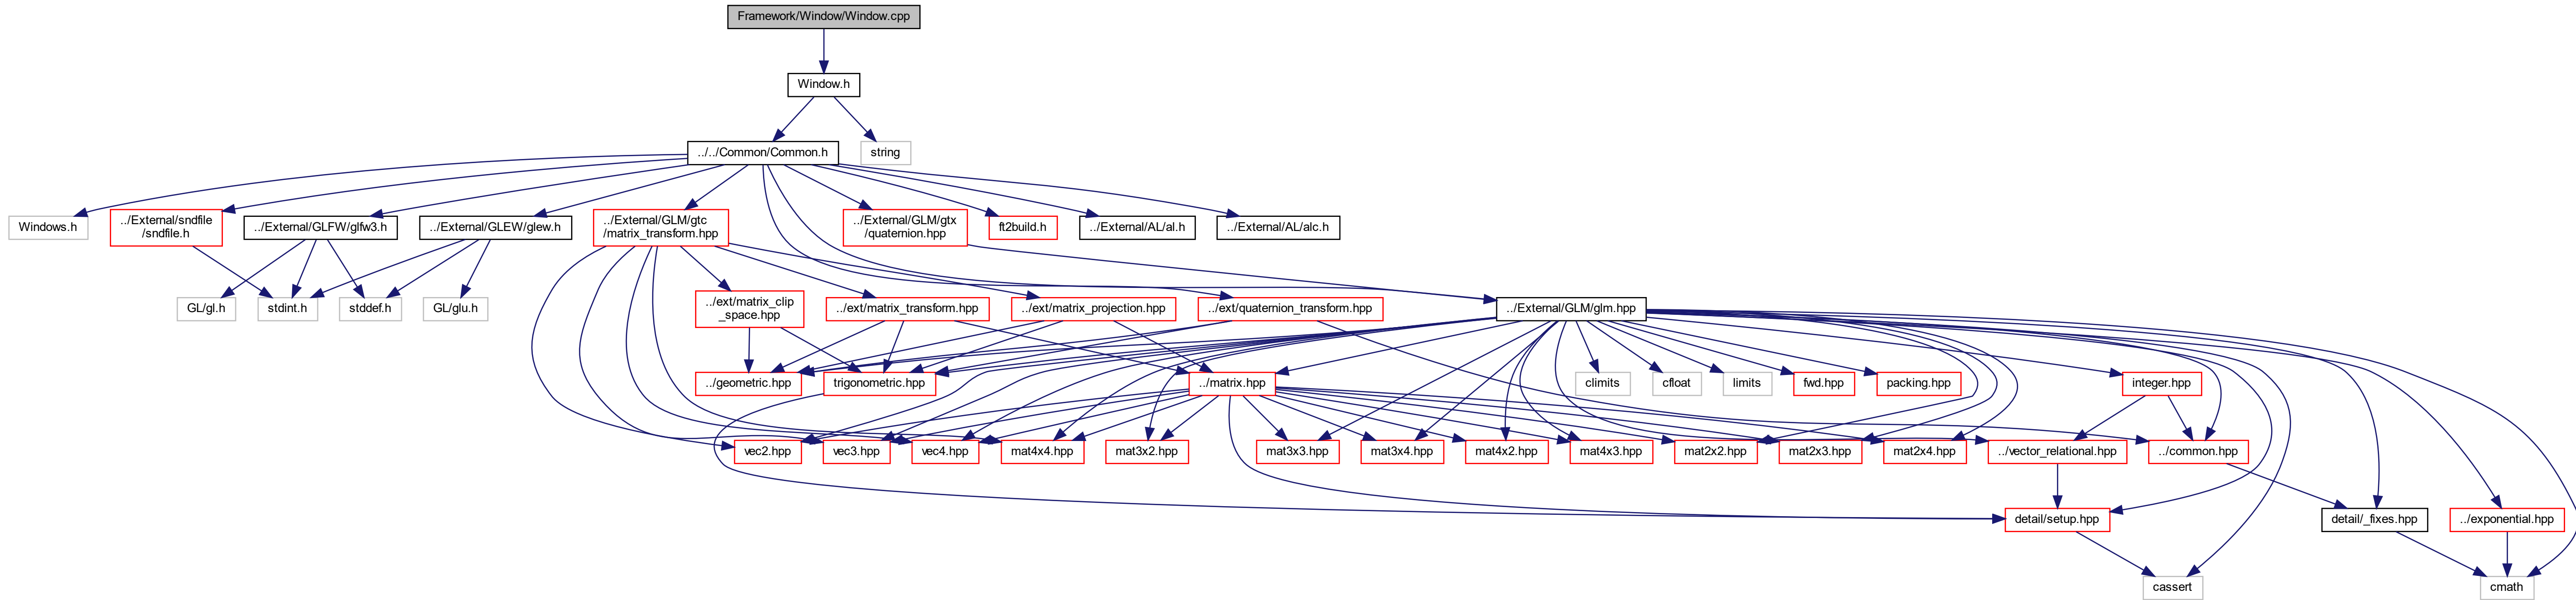 Framework/Window/Window.cpp
Window.h
../../Common/Common.h
string
Windows.h
../External/sndfile
/sndfile.h
../External/GLFW/glfw3.h
../External/GLEW/glew.h
../External/GLM/gtc
/matrix_transform.hpp
../External/GLM/gtx
/quaternion.hpp
ft2build.h
../External/AL/al.h
../External/AL/alc.h
GL/gl.h
stdint.h
stddef.h
GL/glu.h
../ext/matrix_clip
_space.hpp
../ext/matrix_transform.hpp
../ext/matrix_projection.hpp
../ext/quaternion_transform.hpp
../External/GLM/glm.hpp
../geometric.hpp
trigonometric.hpp
../matrix.hpp
climits
cfloat
limits
fwd.hpp
packing.hpp
integer.hpp
vec2.hpp
vec3.hpp
vec4.hpp
mat4x4.hpp
mat3x2.hpp
mat3x3.hpp
mat3x4.hpp
mat4x2.hpp
mat4x3.hpp
mat2x2.hpp
mat2x3.hpp
mat2x4.hpp
../vector_relational.hpp
../common.hpp
detail/setup.hpp
detail/_fixes.hpp
../exponential.hpp
cassert
cmath